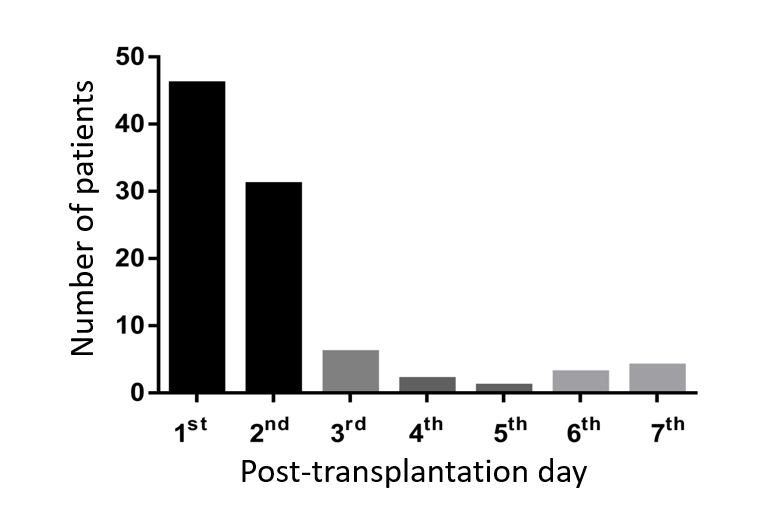 Number of patients
50
40
30
20
10
0
1st 2nd 3rd 4th 5th 6th 7th
Post-transplantation day